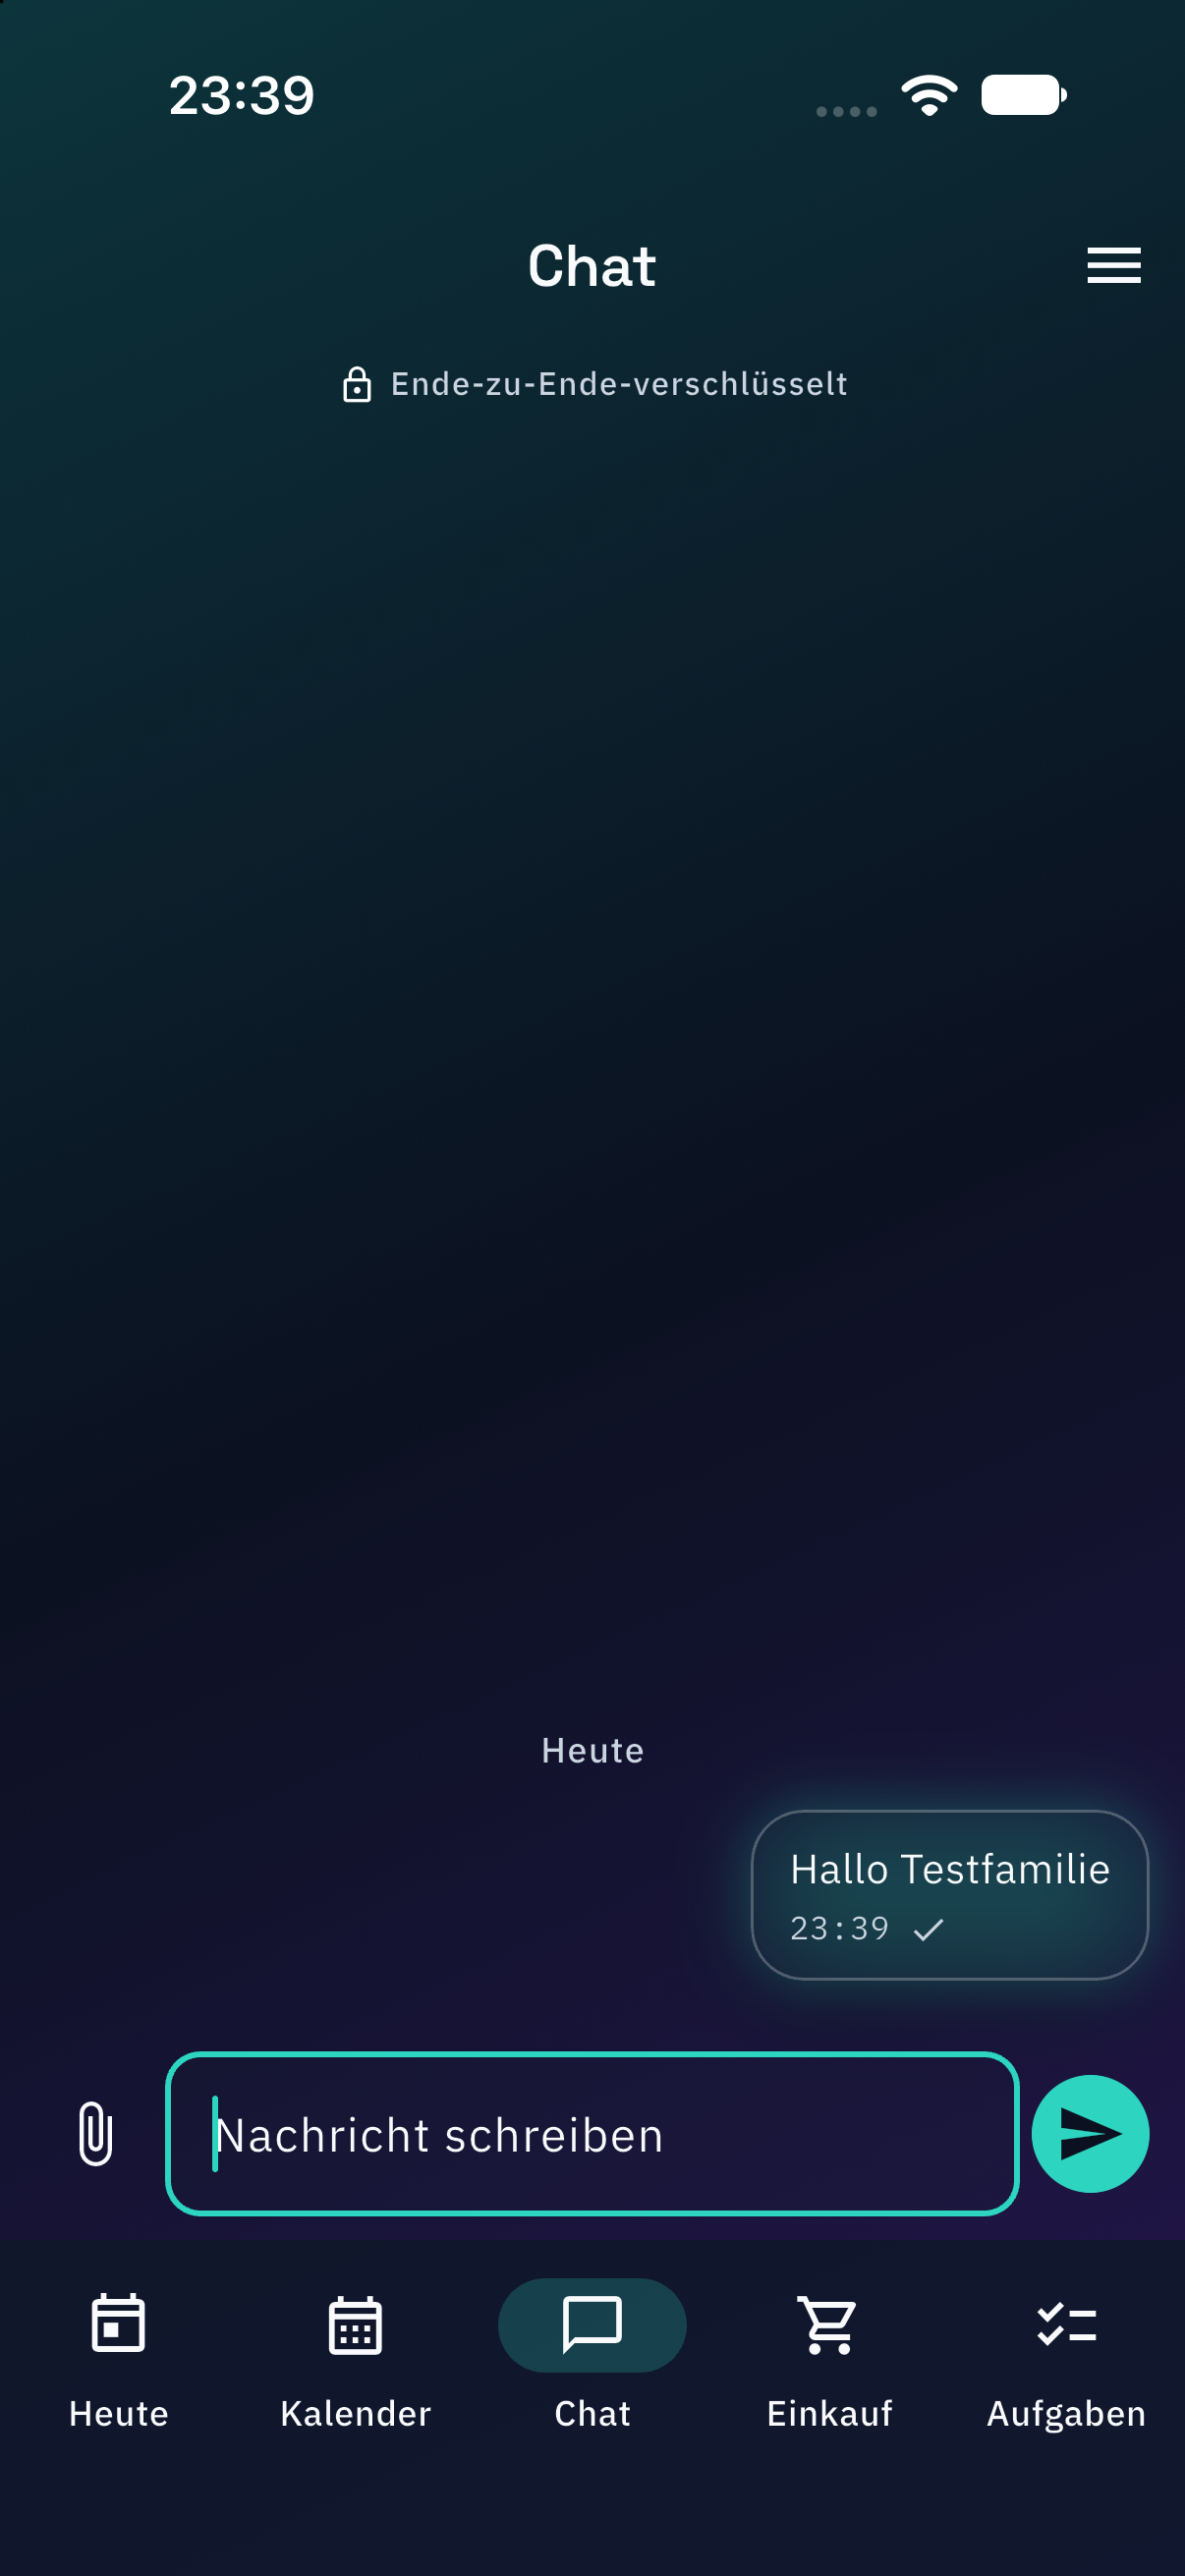 23:39
Chat
Ende-zu-Ende-verschlüsselt
Heute
Hallo Testfamilie
23:39
Nachricht schreiben
Heute
Kalender
Chat
Einkauf
Aufgaben